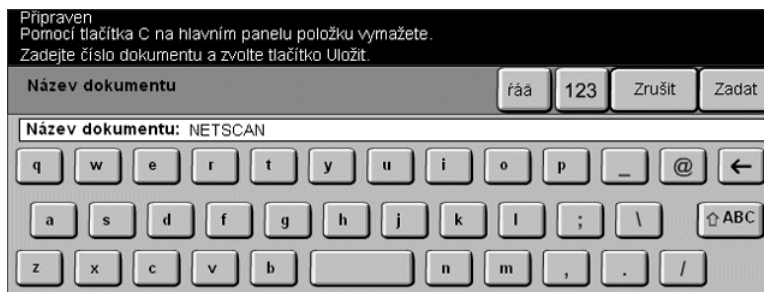 Připraven
Pomocí tlačítka C na hlavním panelu položku vymažete.
Zadejte číslo dokumentu a zvolte tlačítko Uložit.
Název dokumentu ŕáä 123 Zrušit Zadat
Název dokumentu: NETSCAN
q w e r t y u i o p _ @ ←
a s d f g h j k l ; \ ⇧ ABC
z x c v b n m , . /